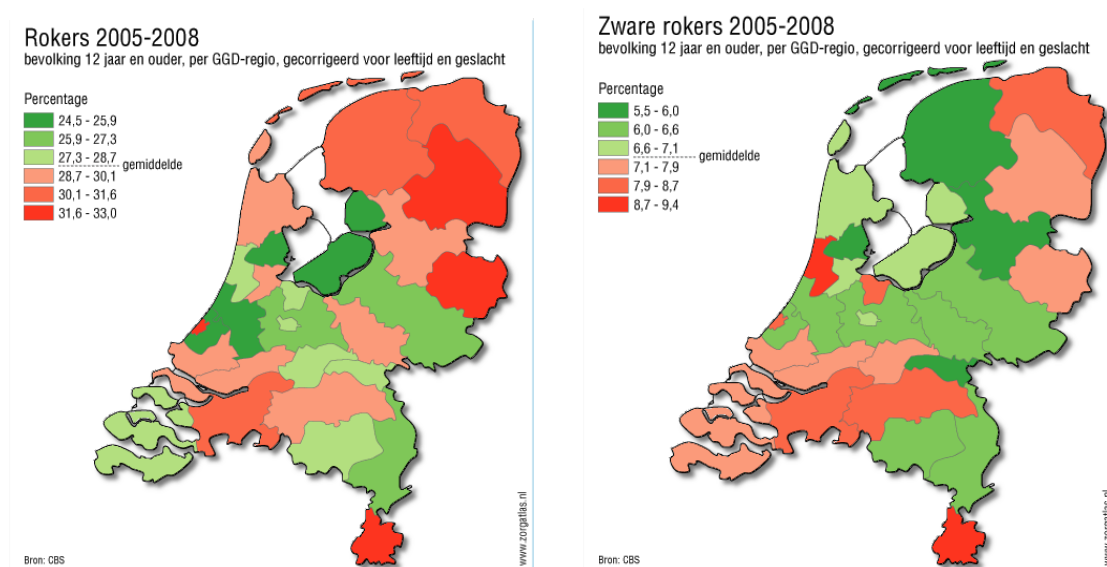 Rokers 2005-2008
bevolking 12 jaar en ouder, per GGD-regio, gecorrigeerd voor leeftijd en geslacht
Percentage
24,5 - 25,9
25,9 - 27,3
27,3 - 28,7
gemiddelde
28,7 - 30,1
30,1 - 31,6
31,6 - 33,0
www.zorgatlas.nl
Bron: CBS
Zware rokers 2005-2008
bevolking 12 jaar en ouder, per GGD-regio, gecorrigeerd voor leeftijd en geslacht
Percentage
5,5 - 6,0
6,0 - 6,6
6,6 - 7,1
gemiddelde
7,1 - 7,9
7,9 - 8,7
8,7 - 9,4
www.zorgatlas.nl
Bron: CBS